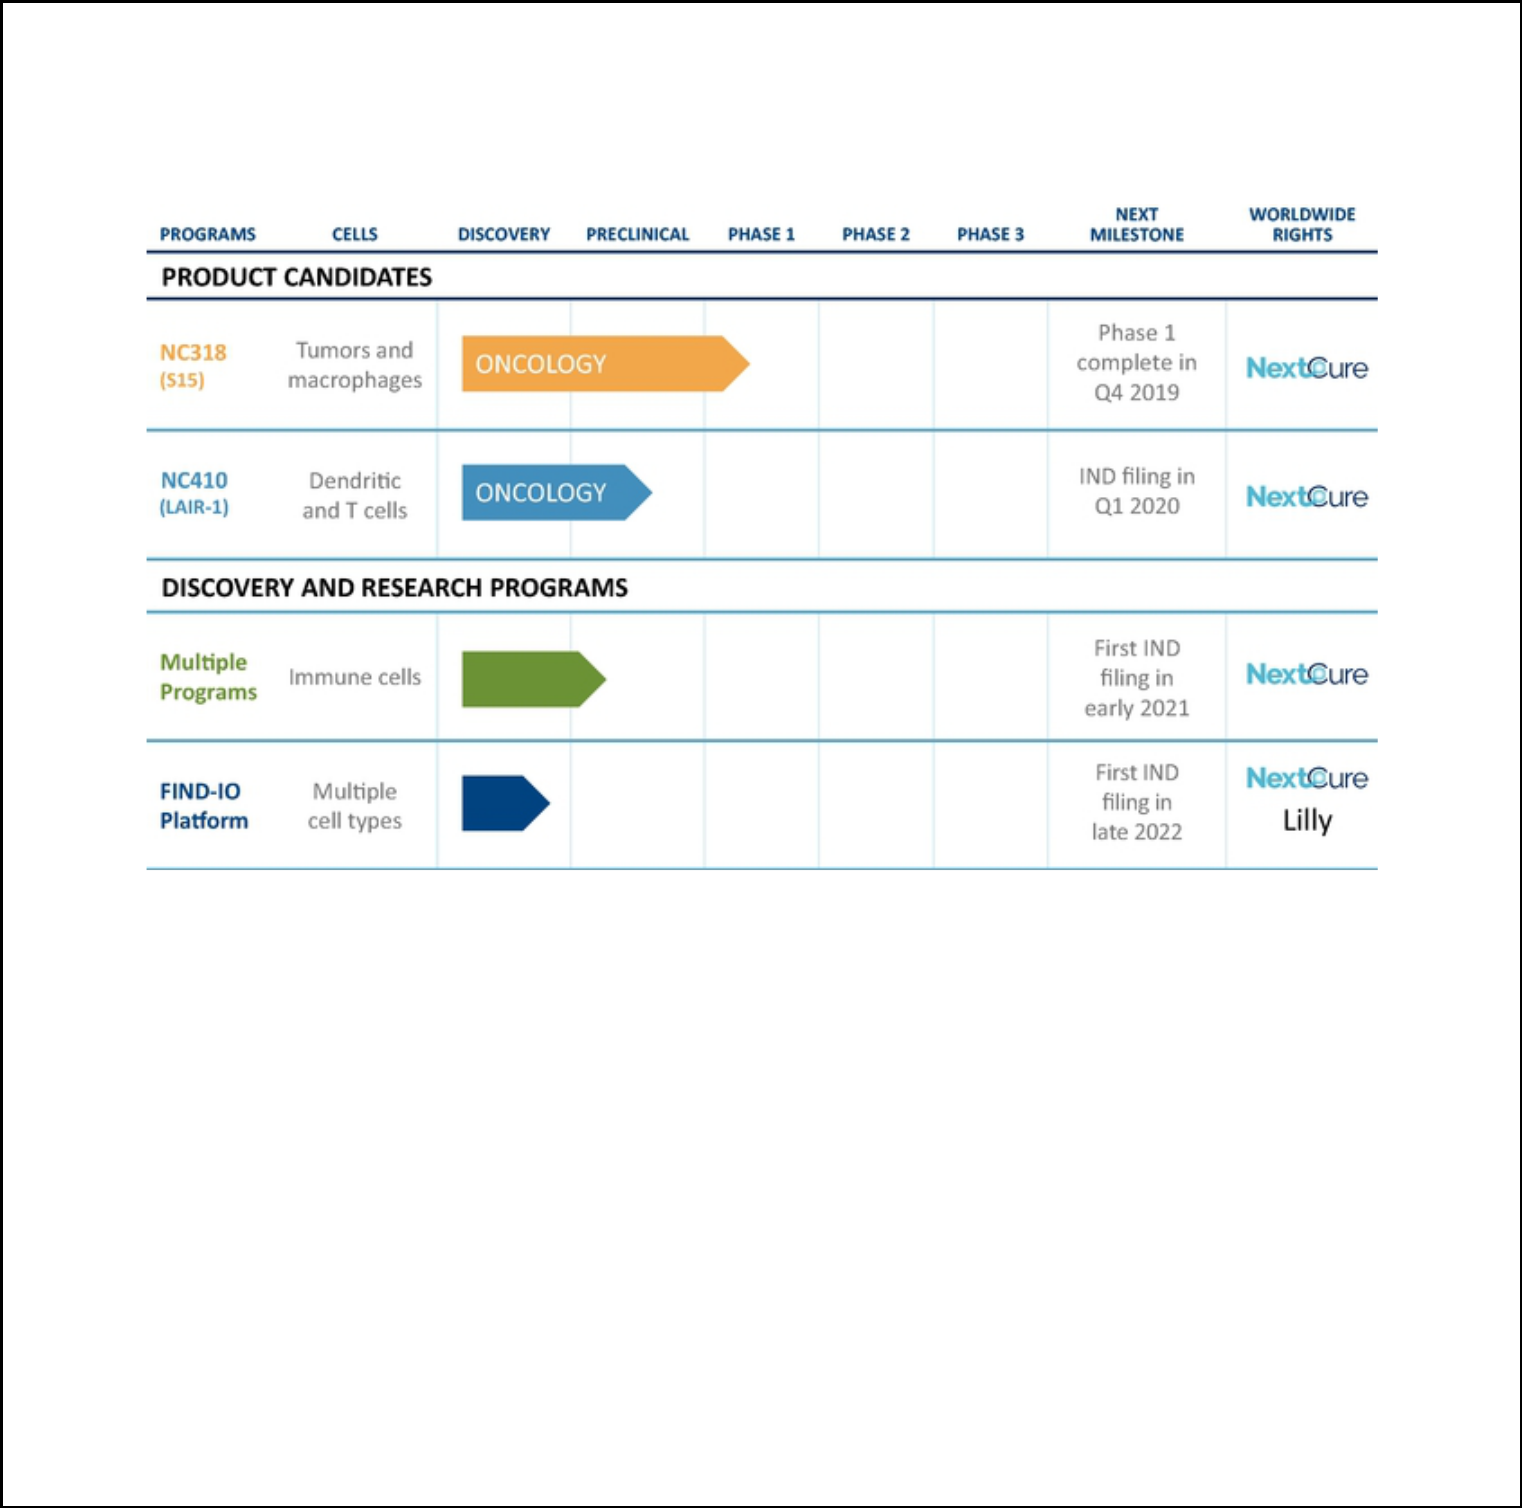 PROGRAMS CELLS DISCOVERY PRECLINICAL PHASE 1 PHASE 2 PHASE 3 NEXT MILESTONE WORLDWIDE RIGHTS
PRODUCT CANDIDATES
NC318
(S15)
Tumors and
macrophages
ONCOLOGY
Phase 1
complete in
Q4 2019
NextCure
NC410
(LAIR-1)
Dendritic
and T cells
ONCOLOGY
IND filing in
Q1 2020
NextCure
DISCOVERY AND RESEARCH PROGRAMS
Multiple
Programs
Immune cells
First IND
filing in
early 2021
NextCure
FIND-IO
Platform
Multiple
cell types
First IND
filing in
late 2022
NextCure
Lilly